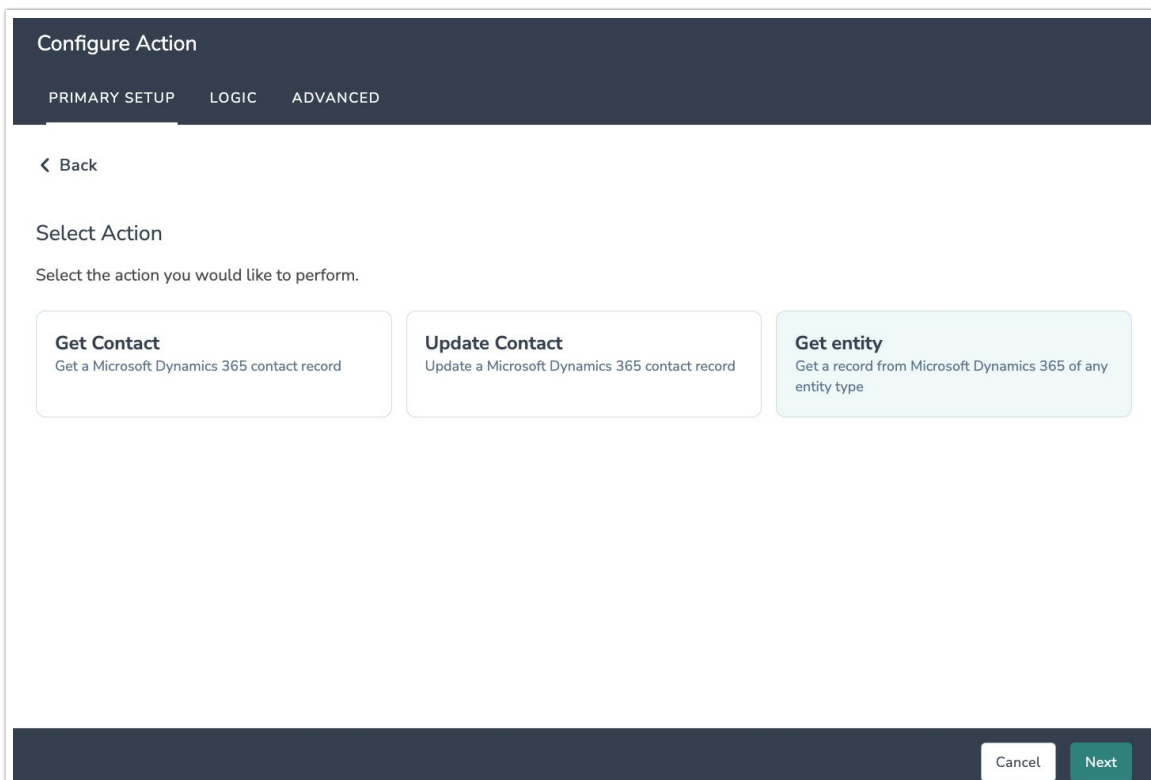 Configure Action
PRIMARY SETUP LOGIC ADVANCED
Back
Select Action
Select the action you would like to perform.
Get Contact
Get a Microsoft Dynamics 365 contact record
Update Contact
Update a Microsoft Dynamics 365 contact record
Get entity
Get a record from Microsoft Dynamics 365 of any
entity type
Cancel Next